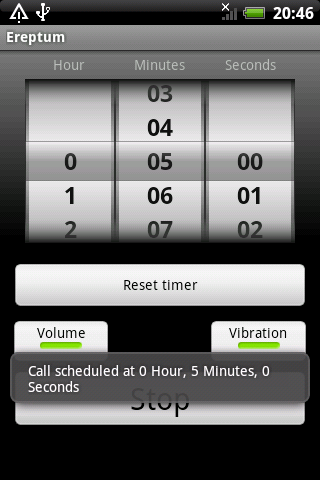 20:46
Ereptum
Hour Minutes Seconds
03
04
0 05 00
1 06 01
2 07 02
Reset timer
Volume Vibration
Call scheduled at 0 Hour, 5 Minutes, 0
Seconds
Stop